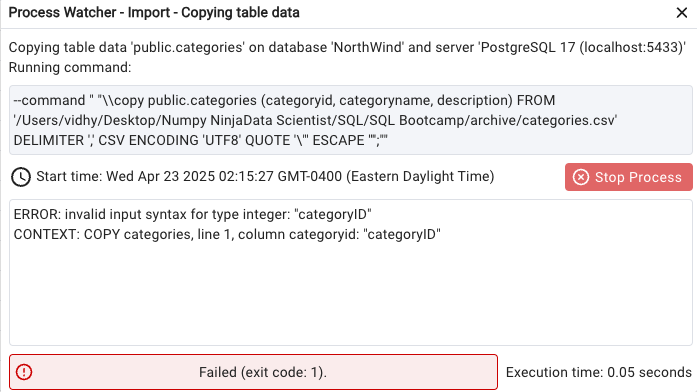 Process Watcher - Import - Copying table data
Copying table data 'public.categories' on database 'NorthWind' and server 'PostgreSQL 17 (localhost:5433)'
Running command:
--command " "\\copy public.categories (categoryid, categoryname, description) FROM
'/Users/vidhy/Desktop/Numpy NinjaData Scientist/SQL/SQL Bootcamp/archive/categories.csv'
DELIMITER ',' CSV ENCODING 'UTF8' QUOTE '\"' ESCAPE '''';""
Start time: Wed Apr 23 2025 02:15:27 GMT-0400 (Eastern Daylight Time)
Stop Process
ERROR: invalid input syntax for type integer: "categoryID"
CONTEXT: COPY categories, line 1, column categoryid: "categoryID"
Failed (exit code: 1).
Execution time: 0.05 seconds